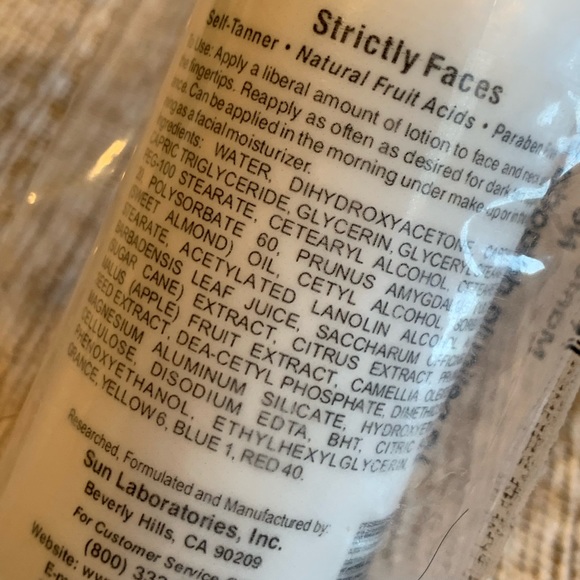 Strictly Faces
Self-Tanner • Natural Fruit Acids • Paraben
Use: Apply a liberal amount of lotion to face and neck
the fingertips. Reapply as often as desired for dark
Can be applied in the morning under make up or
as a facial moisturizer.
Ingredients: WATER, DIHYDROXYACETONE,
CAPRIC TRIGLYCERIDE, GLYCERIN, GLYCERYL
PEG-100 STEARATE, CETEARYL ALCOHOL,
POLYSORBATE 60, PRUNUS
(SWEET ALMOND) OIL, CETYL ALCOHOL,
STEARATE, ACETYLATED LANOLIN
BARBADENSIS LEAF JUICE, SACCHARUM
(SUGAR CANE) EXTRACT, CITRUS EXTRACT,
MALUS (APPLE) FRUIT EXTRACT, CAMELLIA
SEED EXTRACT, DEA-CETYL PHOSPHATE,
MAGNESIUM ALUMINUM SILICATE,
CELLULOSE, DISODIUM EDTA, BHT, CITRIC
PHENOXYETHANOL, ETHYLHEXYLGLYCERIN,
ORANGE, YELLOW 6, BLUE 1, RED 40.
Researched, Formulated and Manufactured by:
Sun Laboratories, Inc.
Beverly Hills, CA 90209
For Customer Service
(800)
Website: